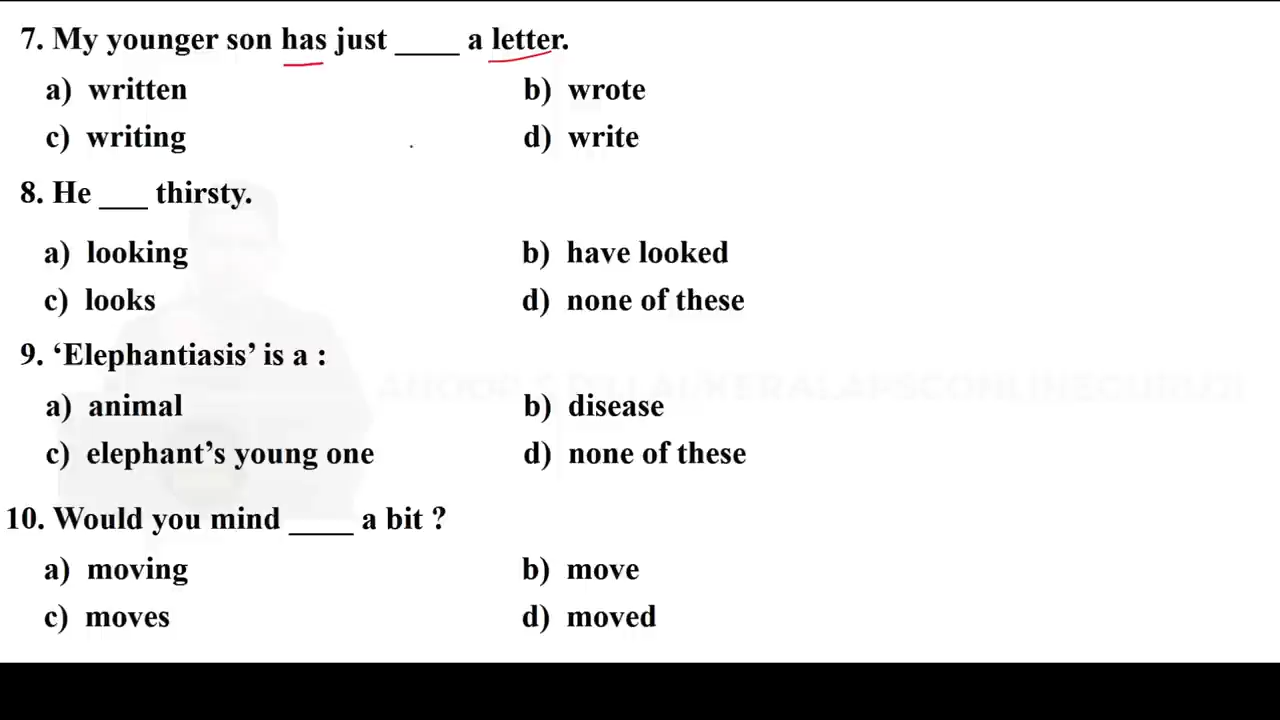 7. My younger son has just ____ a letter.
a) written b) wrote
c) writing d) write
8. He ___ thirsty.
a) looking b) have looked
c) looks d) none of these
9. ‘Elephantiasis’ is a :
a) animal b) disease
c) elephant’s young one d) none of these
10. Would you mind ____ a bit ?
a) moving b) move
c) moves d) moved